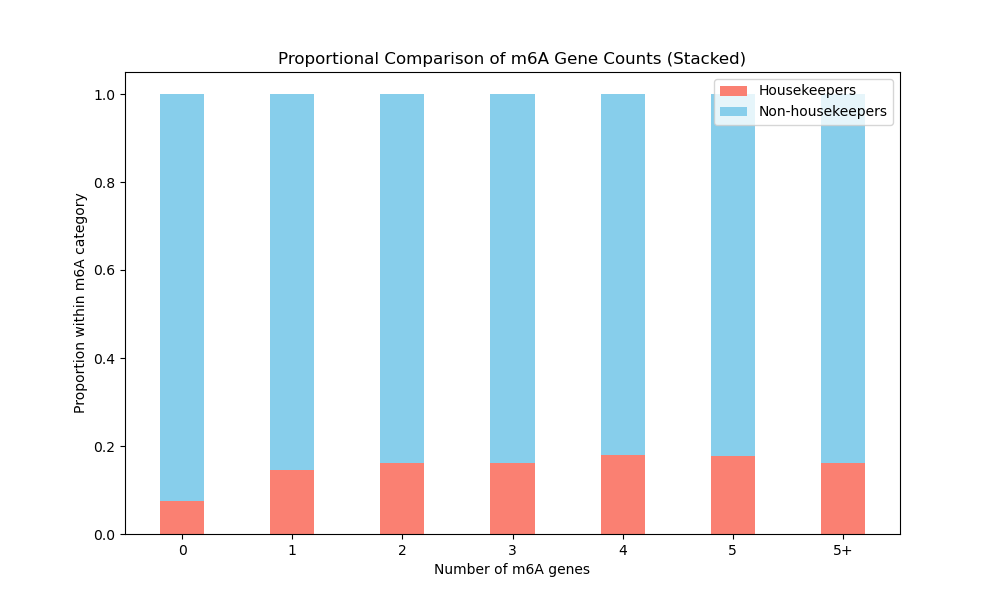 Proportional Comparison of m6A Gene Counts (Stacked)
Housekeepers
Non-housekeepers
Proportion within m6A category
1.0
0.8
0.6
0.4
0.2
0.0
0 1 2 3 4 5 5+
Number of m6A genes